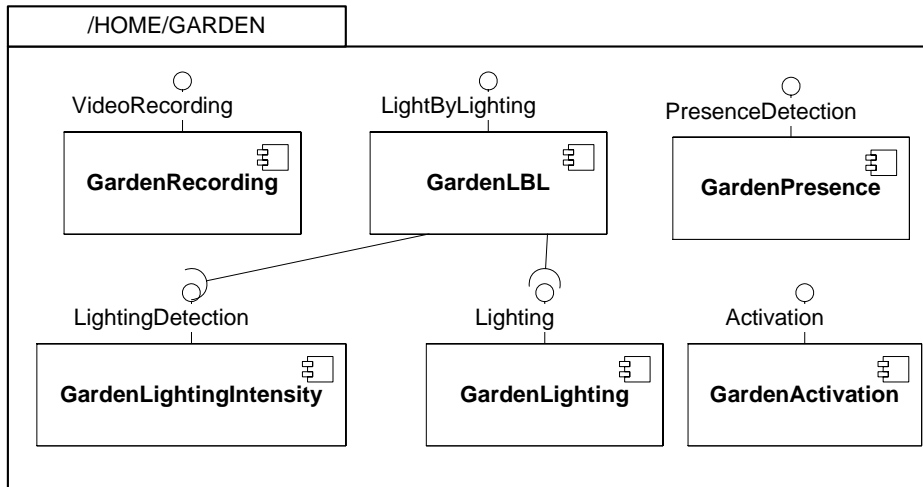 /HOME/GARDEN
VideoRecording
LightByLighting
PresenceDetection
GardenRecording
GardenLBL
GardenPresence
LightingDetection
Lighting
Activation
GardenLightingIntensity
GardenLighting
GardenActivation